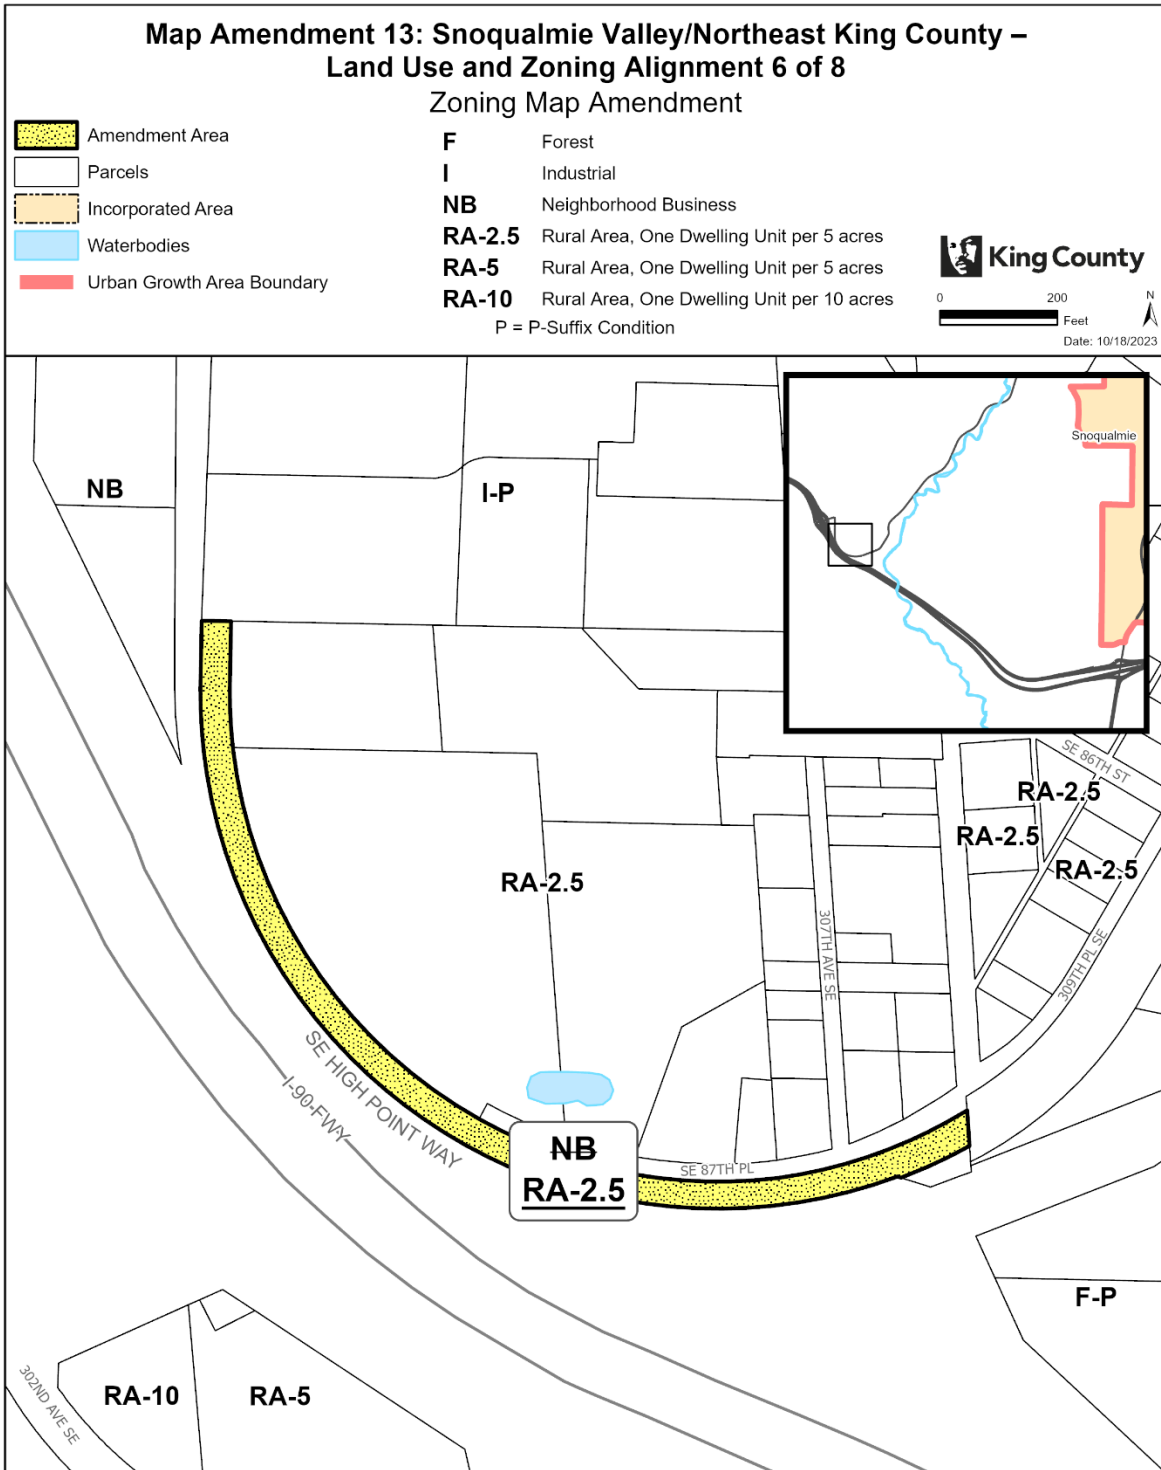 Map Amendment 13: Snoqualmie Valley/Northeast King County –
Land Use and Zoning Alignment 6 of 8
Zoning Map Amendment
Amendment Area
Parcels
Incorporated Area
Waterbodies
Urban Growth Area Boundary
F Forest
I Industrial
NB Neighborhood Business
RA-2.5 Rural Area, One Dwelling Unit per 5 acres
RA-5 Rural Area, One Dwelling Unit per 5 acres
RA-10 Rural Area, One Dwelling Unit per 10 acres
P = P-Suffix Condition
King County
0 200
Feet
N
Date: 10/18/2023
Snoqualmie
NB
I-P
SE 86TH ST
RA-2.5
RA-2.5
RA-2.5
RA-2.5
307TH AVE SE
309TH PL SE
SE HIGH POINT WAY
I-90-FWY
NB
RA-2.5
SE 87TH PL
F-P
302ND AVE SE
RA-10
RA-5